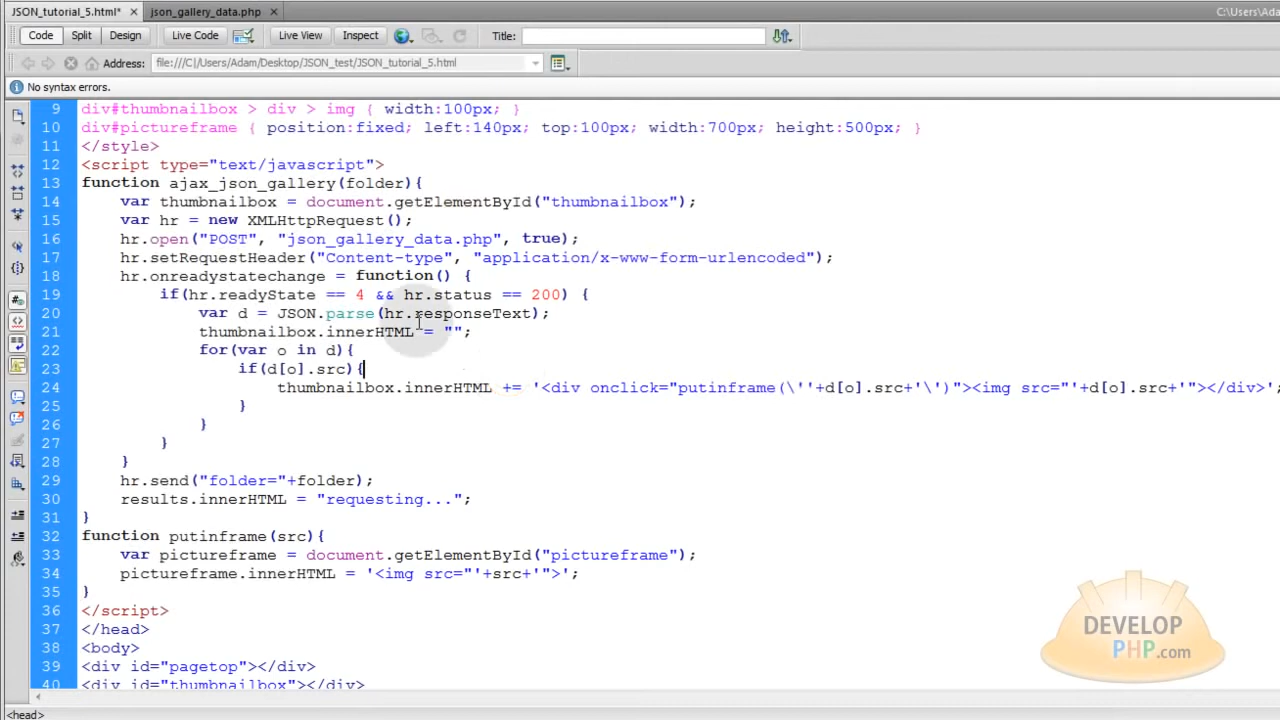 JSON_tutorial_5.html* × json_gallery_data.php × C:\Users\Ada
Code Split Design Live Code Live View Inspect Title:
Address: file:///C|/Users/Adam/Desktop/JSON_test/JSON_tutorial_5.html
No syntax errors.
9 div#thumbnailbox > div > img { width:100px; }
10 div#pictureframe { position:fixed; left:140px; top:100px; width:700px; height:500px; }
11 </style>
12 <script type="text/javascript">
13 function ajax_json_gallery(folder){
14 var thumbnailbox = document.getElementById("thumbnailbox");
15 var hr = new XMLHttpRequest();
16 hr.open("POST", "json_gallery_data.php", true);
17 hr.setRequestHeader("Content-type", "application/x-www-form-urlencoded");
18 hr.onreadystatechange = function() {
19 if(hr.readyState == 4 && hr.status == 200) {
20 var d = JSON.parse(hr.responseText);
21 thumbnailbox.innerHTML = "";
22 for(var o in d){
23 if(d[o].src){
24 thumbnailbox.innerHTML += '<div onclick="putinframe(\''+d[o].src+'\')"><img src="'+d[o].src+'"></div>';
25 }
26 }
27 }
28 }
29 hr.send("folder="+folder);
30 results.innerHTML = "requesting...";
31 }
32 function putinframe(src){
33 var pictureframe = document.getElementById("pictureframe");
34 pictureframe.innerHTML = '<img src="'+src+'">';
35 }
36 </script>
37 </head>
38 <body>
39 <div id="pagetop"></div>
40 <div id="thumbnailbox"></div>
<head>
DEVELOP
PHP.com